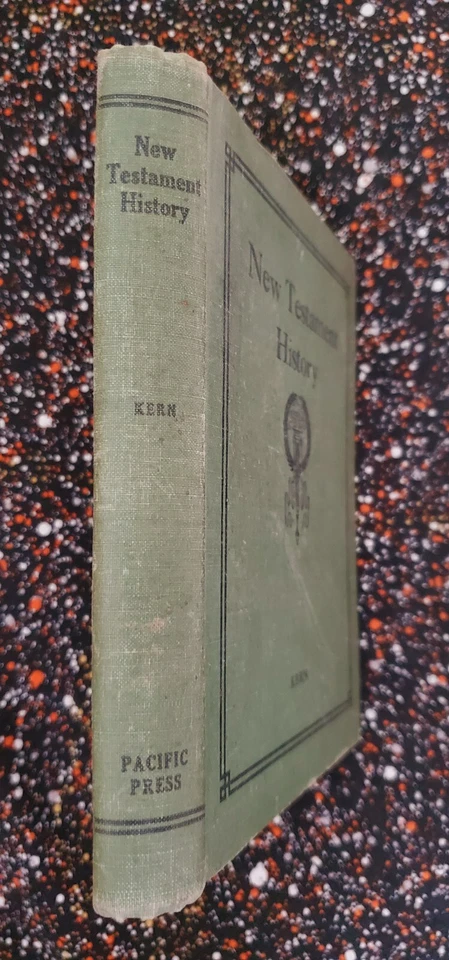 New
Testament
History
KERN
PACIFIC
PRESS
New Testament
History
KERN